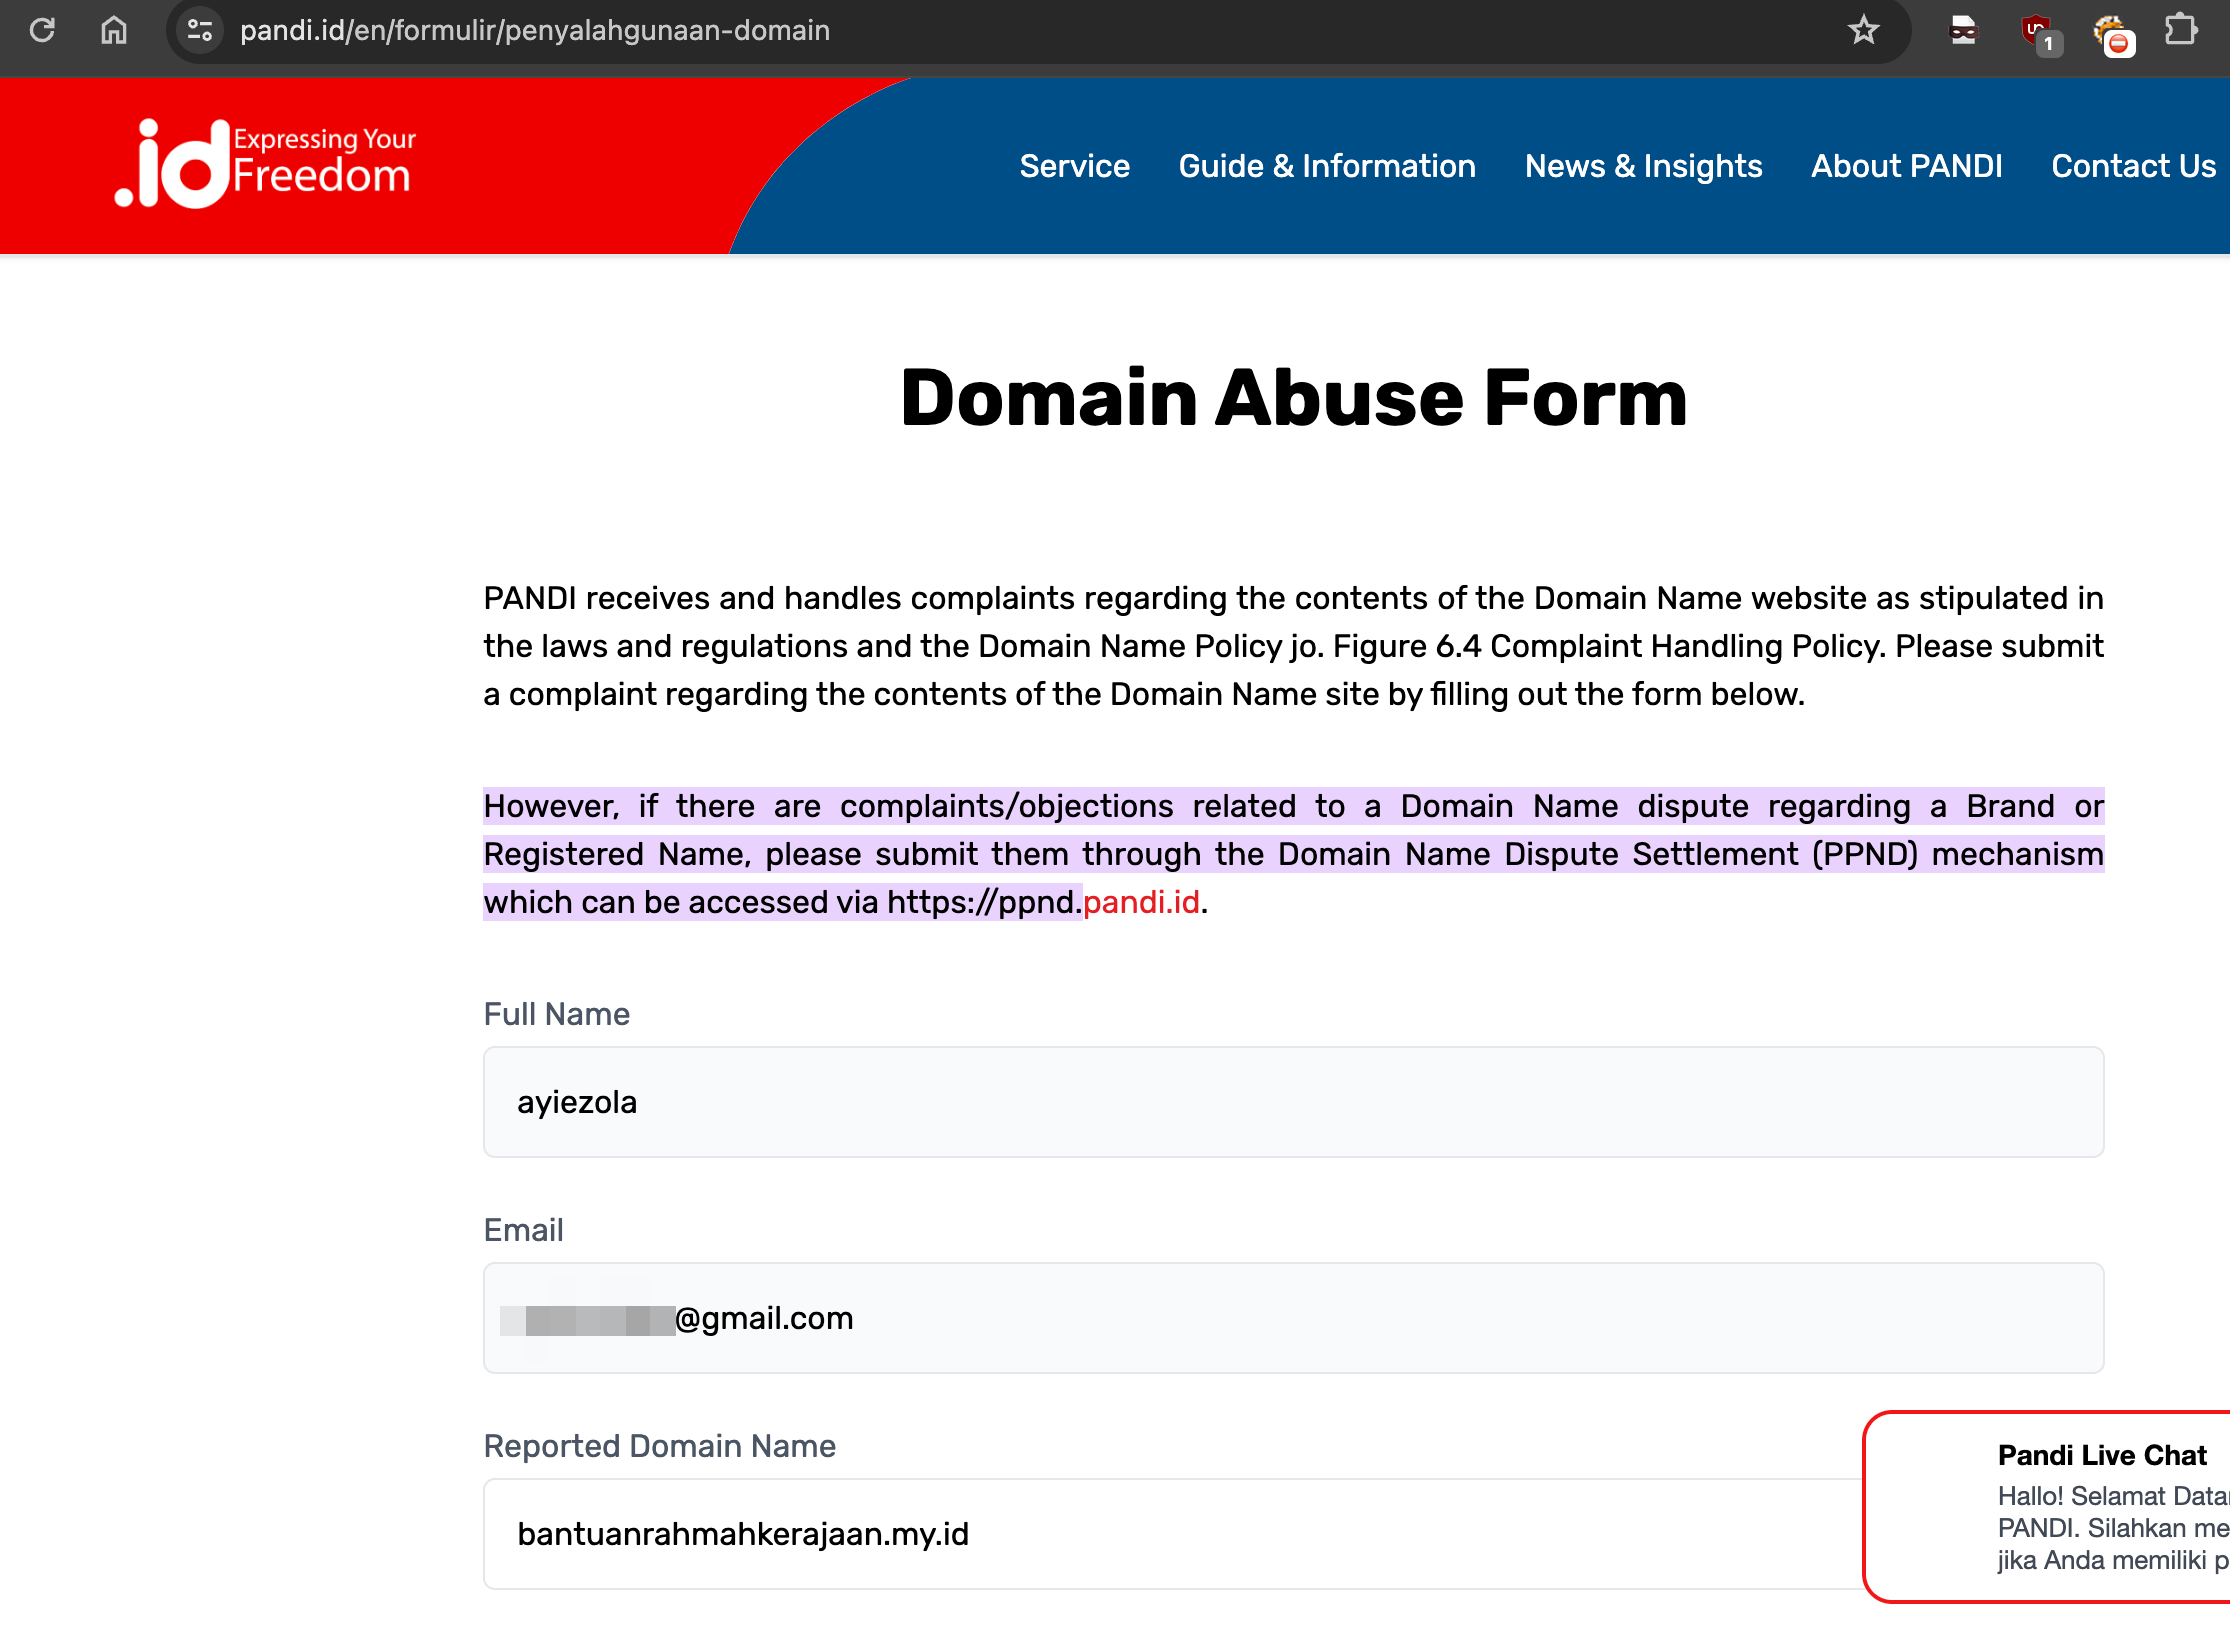 pandi.id/en/formulir/penyalahgunaan-domain
1
.id Expressing Your
Freedom
Service Guide & Information News & Insights About PANDI Contact Us
Domain Abuse Form
PANDI receives and handles complaints regarding the contents of the Domain Name website as stipulated in
the laws and regulations and the Domain Name Policy jo. Figure 6.4 Complaint Handling Policy. Please submit
a complaint regarding the contents of the Domain Name site by filling out the form below.
However, if there are complaints/objections related to a Domain Name dispute regarding a Brand or
Registered Name, please submit them through the Domain Name Dispute Settlement (PPND) mechanism
which can be accessed via https://ppnd.pandi.id.
Full Name
ayiezola
Email
@gmail.com
Reported Domain Name
bantuanrahmahkerajaan.my.id
Pandi Live Chat
Hallo! Selamat
PANDI. Silahkan
jika Anda memiliki